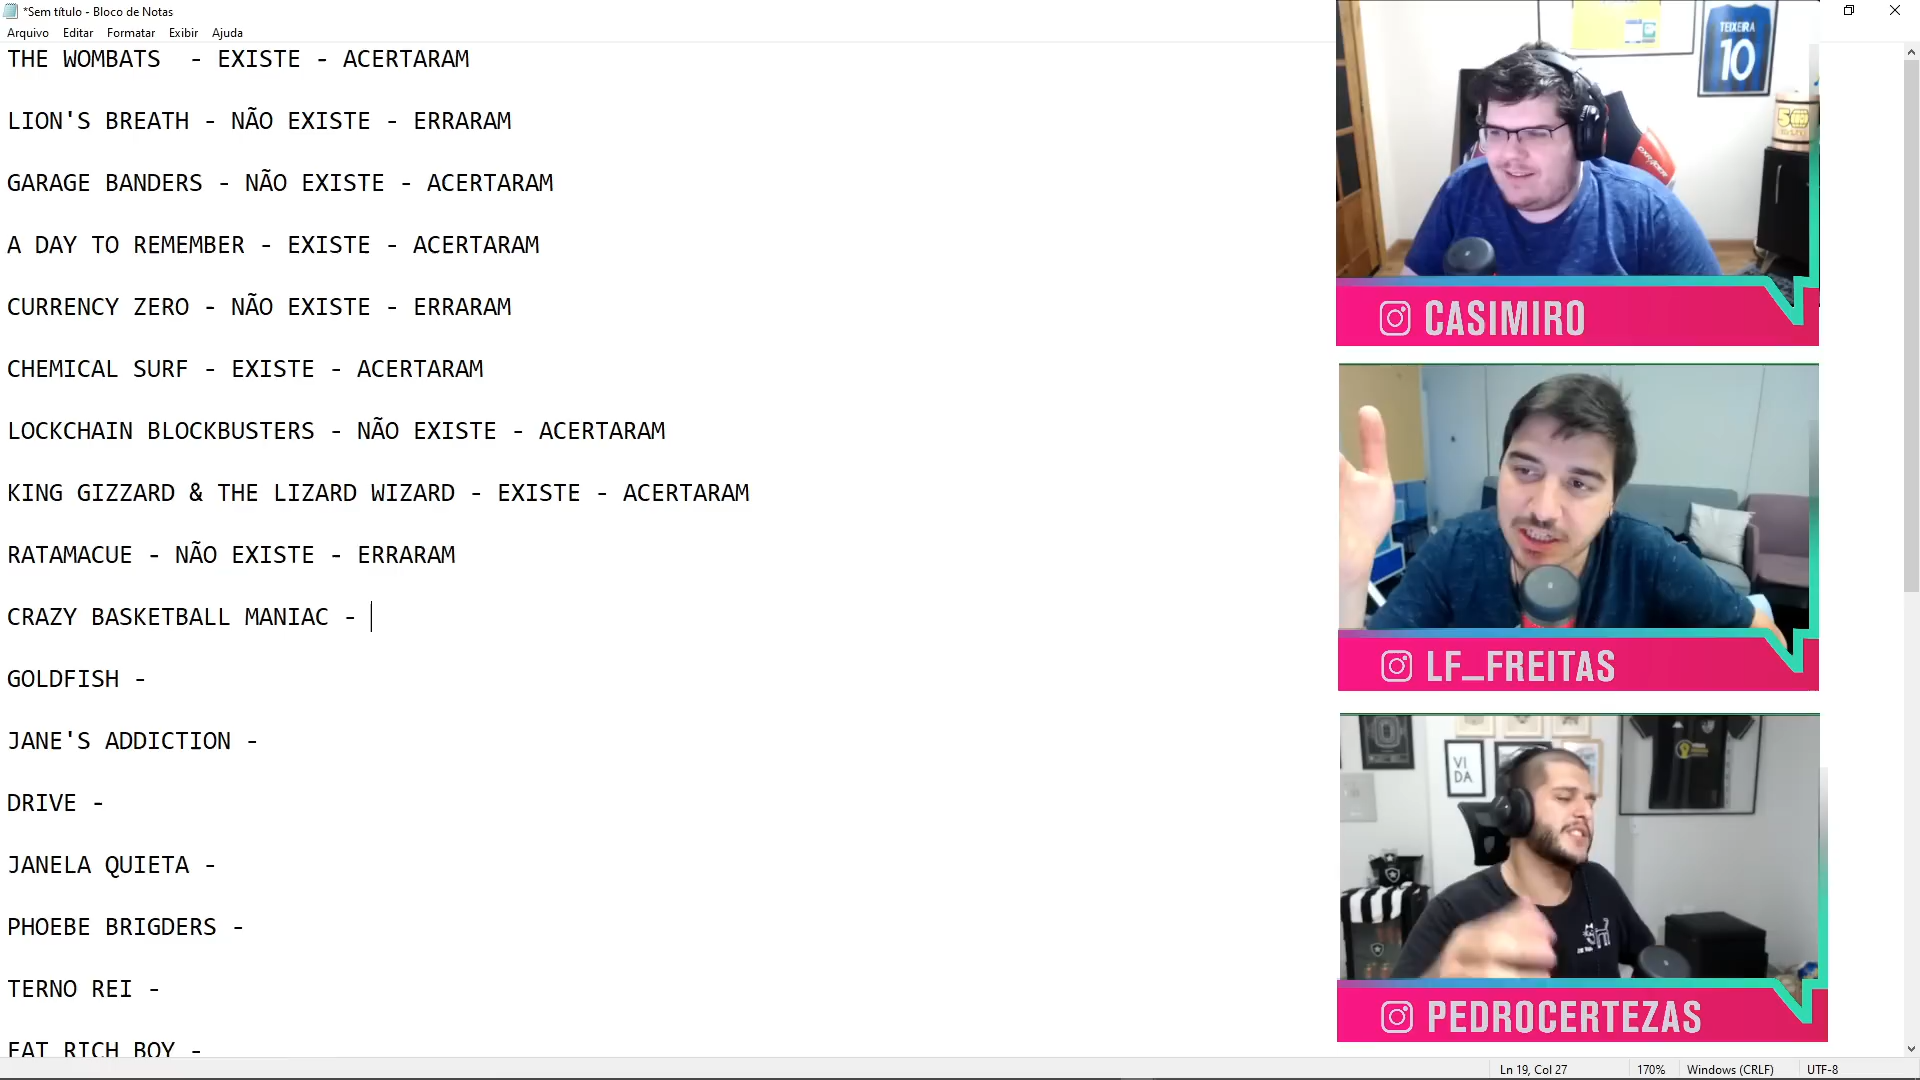 *Sem título - Bloco de Notas
Arquivo Editar Formatar Exibir Ajuda
THE WOMBATS - EXISTE - ACERTARAM
LION'S BREATH - NÃO EXISTE - ERRARAM
GARAGE BANDERS - NÃO EXISTE - ACERTARAM
A DAY TO REMEMBER - EXISTE - ACERTARAM
CURRENCY ZERO - NÃO EXISTE - ERRARAM
CHEMICAL SURF - EXISTE - ACERTARAM
LOCKCHAIN BLOCKBUSTERS - NÃO EXISTE - ACERTARAM
KING GIZZARD & THE LIZARD WIZARD - EXISTE - ACERTARAM
RATAMACUE - NÃO EXISTE - ERRARAM
CRAZY BASKETBALL MANIAC -
GOLDFISH -
JANE'S ADDICTION -
DRIVE -
JANELA QUIETA -
PHOEBE BRIGDERS -
TERNO REI -
FAT RICH BOY -
TEIXEIRA
10
CASIMIRO
LF_FREITAS
VI
DA
PEDROCERTEZAS
Ln 19, Col 27 170% Windows (CRLF) UTF-8